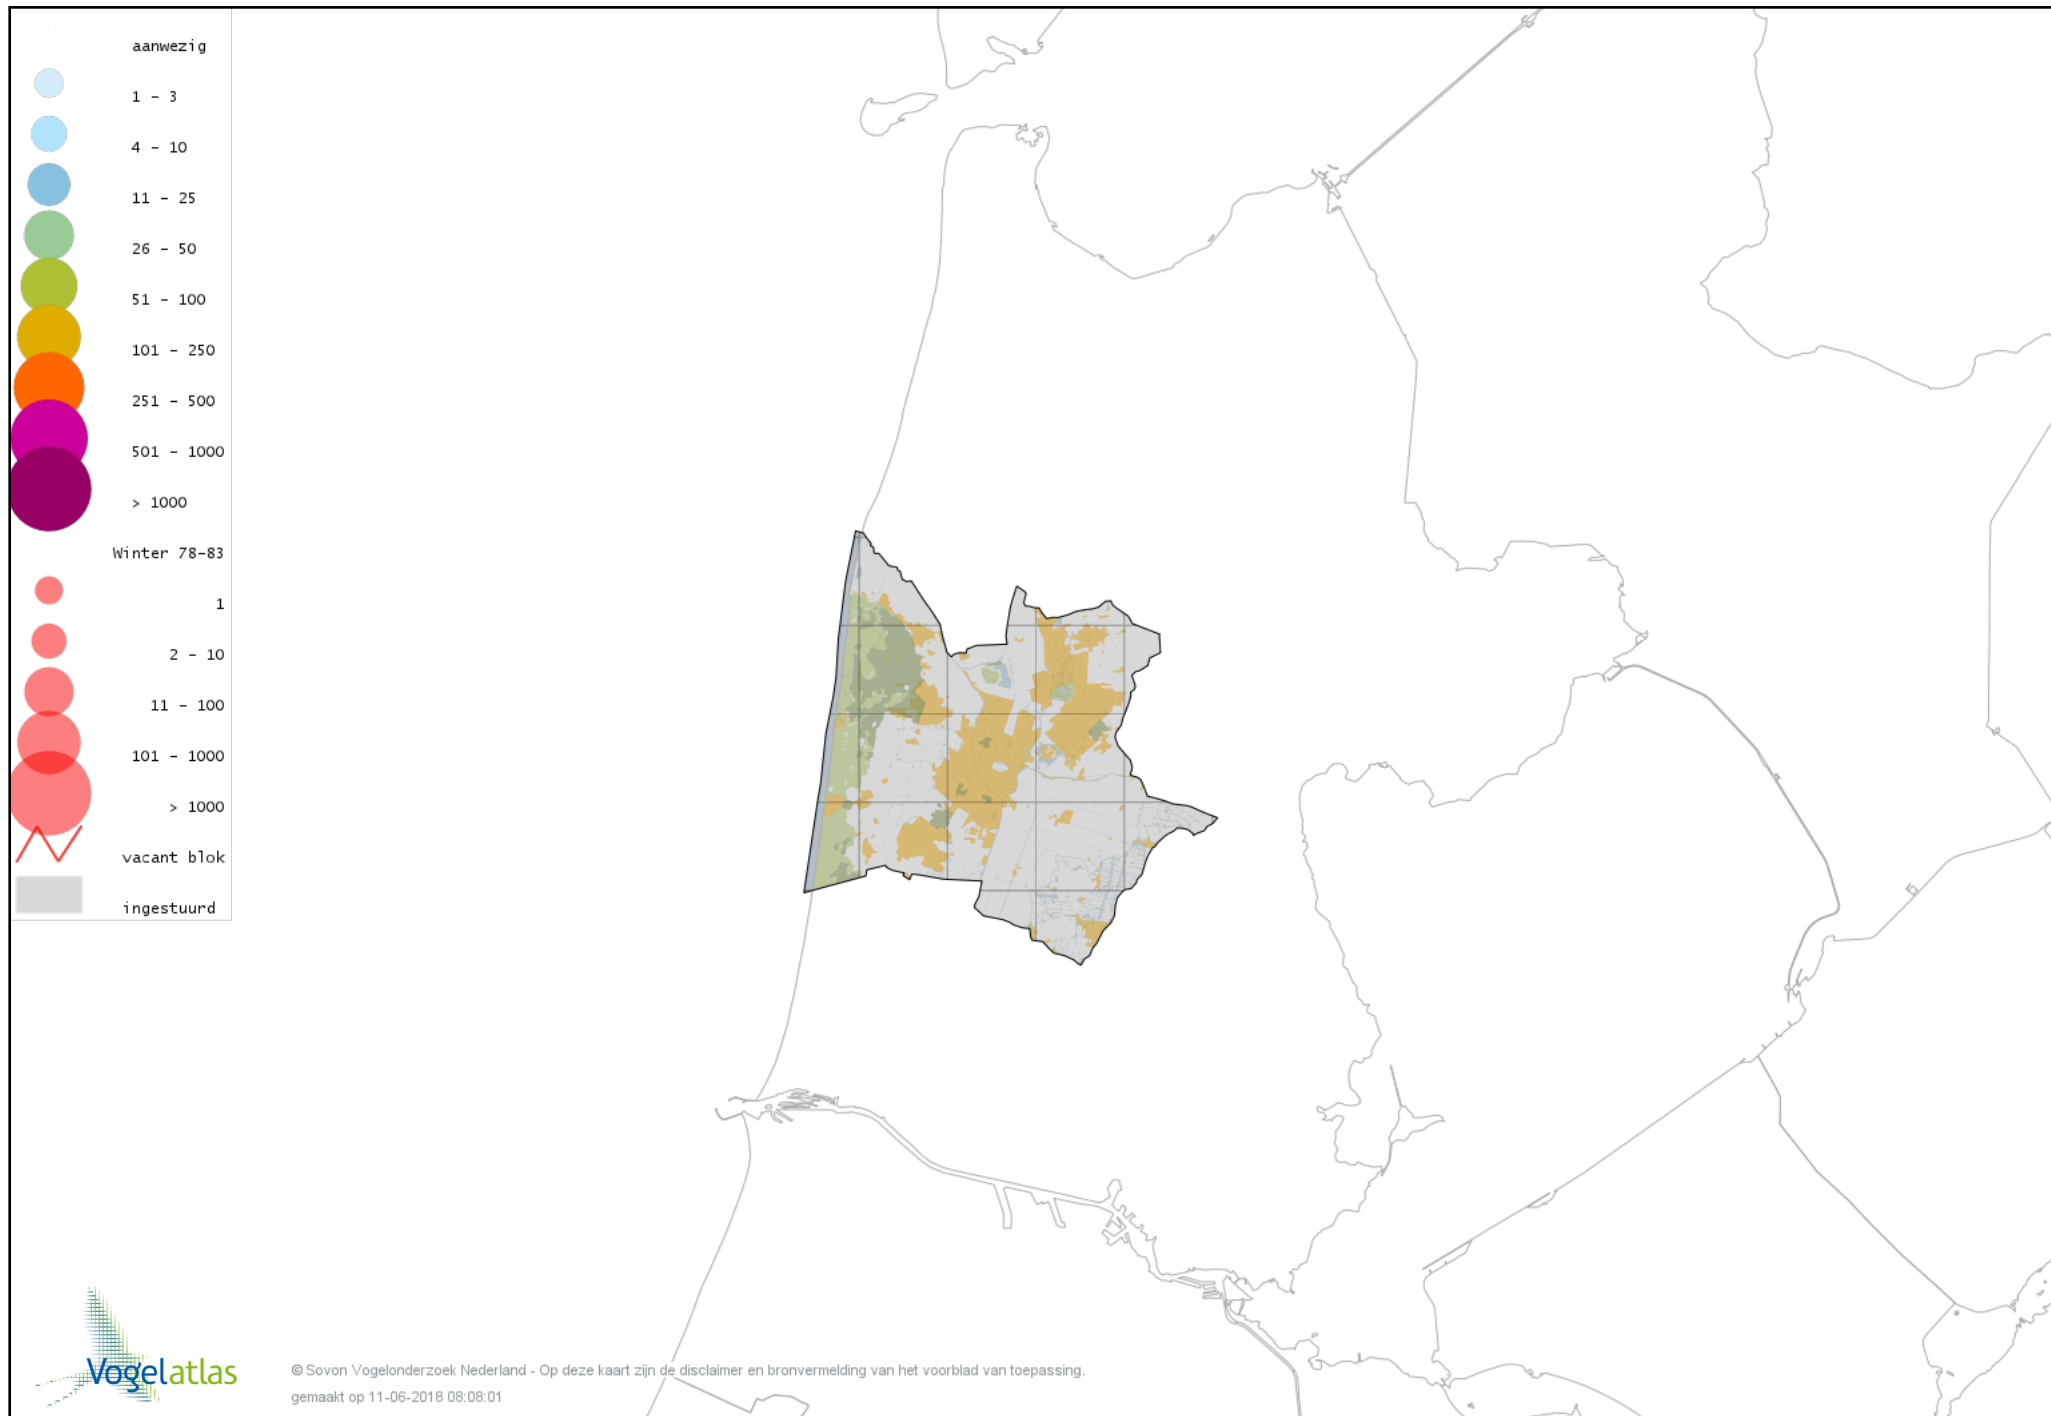 aanwezig
1 - 3
4 - 10
11 - 25
26 - 50
51 - 100
101 - 250
251 - 500
501 - 1000
> 1000
Winter 78-83
1
2 - 10
11 - 100
101 - 1000
> 1000
vacant blok
ingestuurd
Vogelatlas
© Sovon Vogelonderzoek Nederland - Op deze kaart zijn de disclaimer en bronvermelding van het voorblad van toepassing.
gemaakt op 11-06-2018 08:08:01